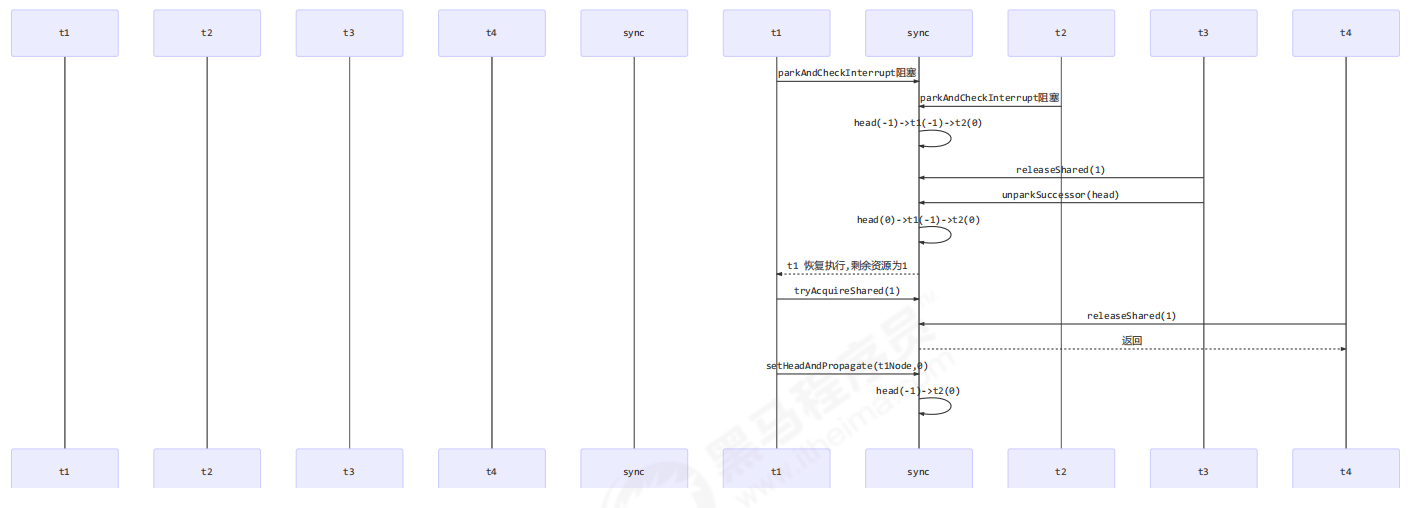 t1 t2 t3 t4 sync t1 sync t2 t3 t4
parkAndCheckInterrupt阻塞
parkAndCheckInterrupt阻塞
head(-1)->t1(-1)->t2(0)
releaseShared(1)
unparkSuccessor(head)
head(0)->t1(-1)->t2(0)
t1 恢复执行,剩余资源为1
tryAcquireShared(1)
releaseShared(1)
返回
setHeadAndPropagate(t1Node,0)
head(-1)->t2(0)
t1 t2 t3 t4 sync t1 sync t2 t3 t4
黑马程序员
www.itheima.com